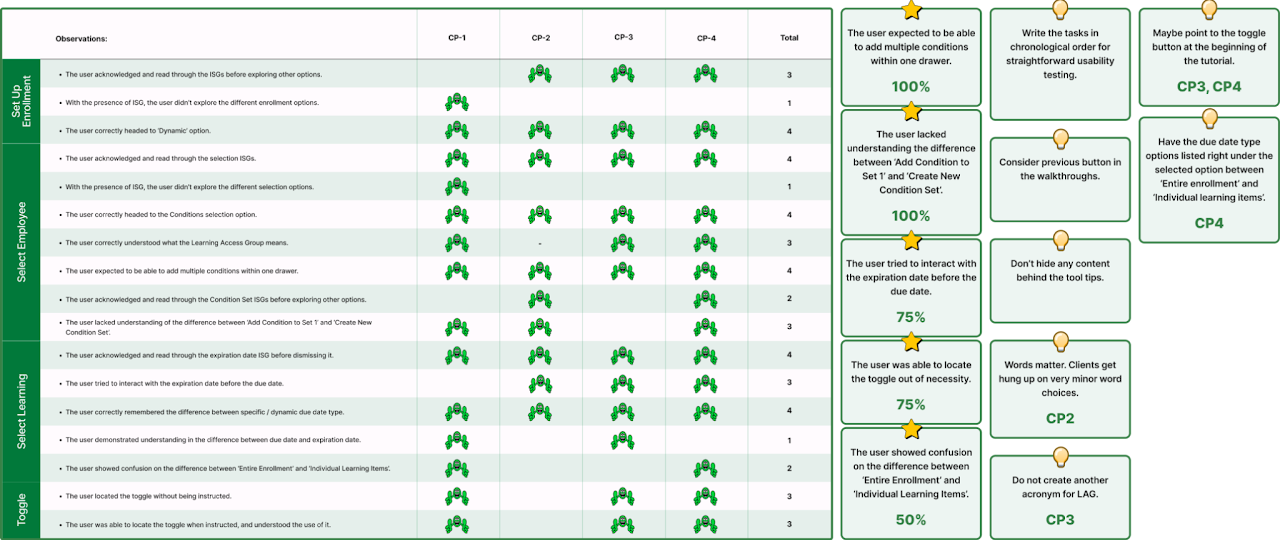 Observations: CP-1 CP-2 CP-3 CP-4 Total
Set Up
Enrollment
• The user acknowledged and read through the ISGs before exploring other options. 3
• With the presence of ISG, the user didn't explore the different enrollment options. 1
• The user correctly headed to 'Dynamic' option. 4
Select Employee
• The user acknowledged and read through the selection ISGs. 4
• With the presence of ISG, the user didn't explore the different selection options. 1
• The user correctly headed to the Conditions selection option. 4
• The user correctly understood what the Learning Access Group means. - 3
• The user expected to be able to add multiple conditions within one drawer. 4
• The user acknowledged and read through the Condition Set ISGs before exploring other options. 2
• The user lacked understanding of the difference between 'Add Condition to Set 1' and 'Create New
Condition Set'. 3
Select Learning
• The user acknowledged and read through the expiration date ISG before dismissing it. 4
• The user tried to interact with the expiration date before the due date. 3
• The user correctly remembered the difference between specific / dynamic due date type. 4
• The user demonstrated understanding in the difference between due date and expiration date. 1
• The user showed confusion on the difference between 'Entire Enrollment' and 'Individual Learning Items'. 2
Toggle
• The user located the toggle without being instructed. 3
• The user was able to locate the toggle when instructed, and understood the use of it. 3
The user expected to be able
to add multiple conditions
within one drawer.
100%
The user lacked
understanding the difference
between 'Add Condition to
Set 1' and 'Create New
Condition Set'.
100%
The user tried to interact with
the expiration date before the
due date.
75%
The user was able to locate
the toggle out of necessity.
75%
The user showed confusion
on the difference between
'Entire Enrollment' and
'Individual Learning Items'.
50%
Write the tasks in
chronological order for
straightforward usability
testing.
Consider previous button in
the walkthroughs.
Don't hide any content
behind the tool tips.
Words matter. Clients get
hung up on very minor word
choices.
CP2
Do not create another
acronym for LAG.
CP3
Maybe point to the toggle
button at the beginning of
the tutorial.
CP3, CP4
Have the due date type
options listed right under the
selected option between
'Entire enrollment' and
'Individual learning items'.
CP4